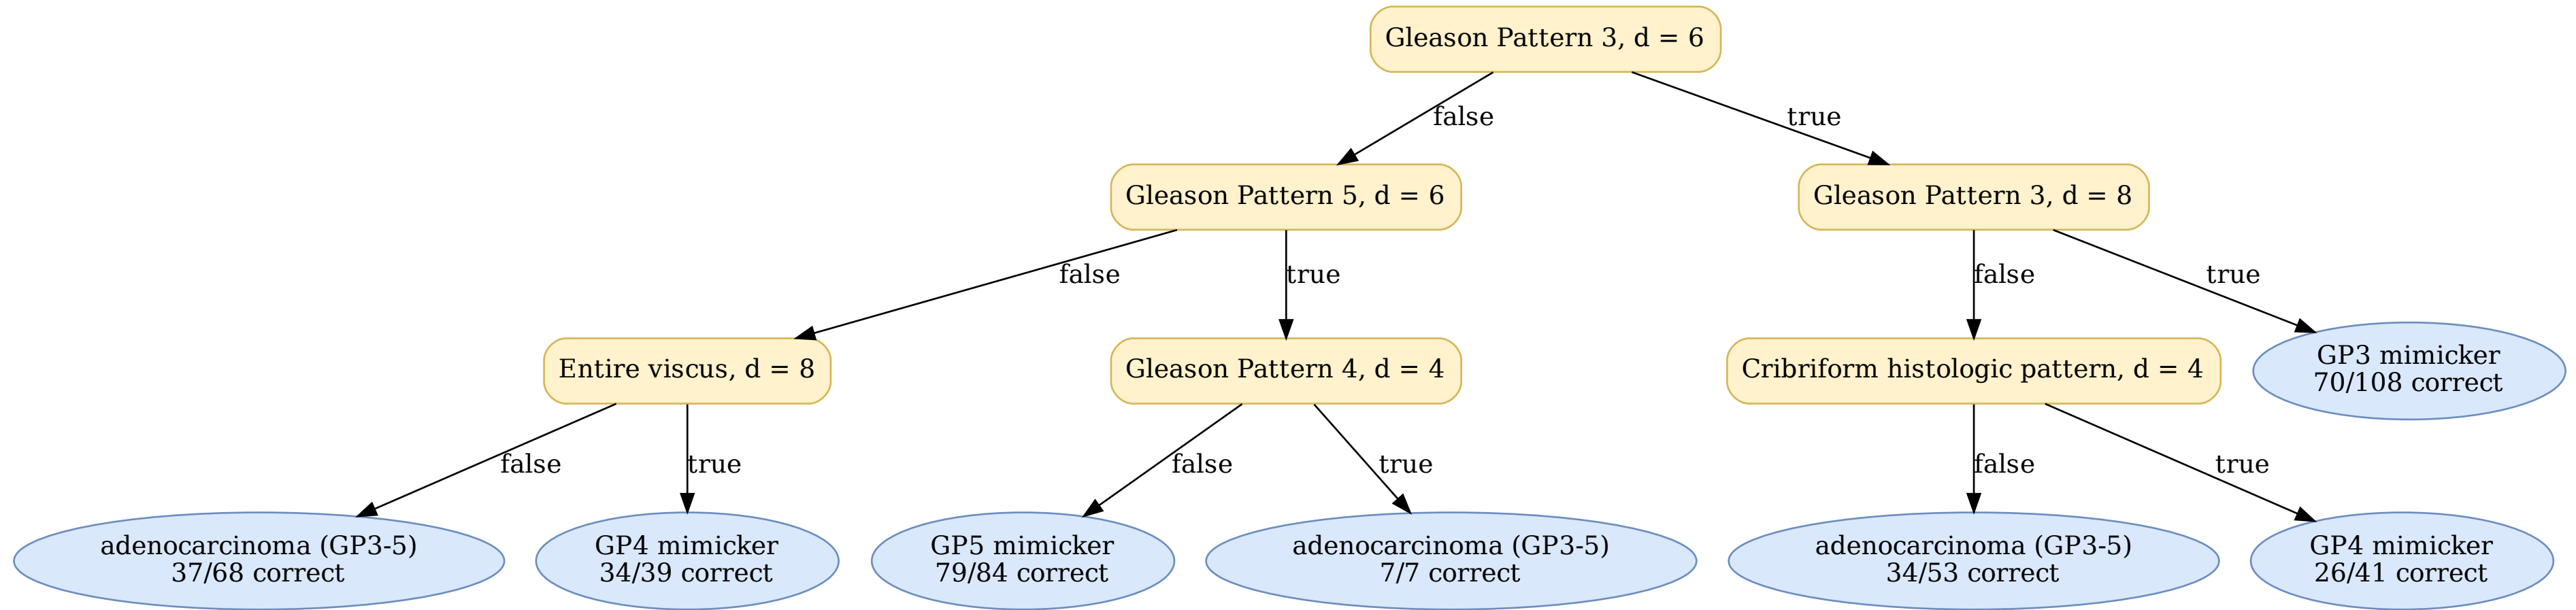 Gleason Pattern 3, d = 6
false
true
Gleason Pattern 5, d = 6
Gleason Pattern 3, d = 8
false
true
false
true
Entire viscus, d = 8
Gleason Pattern 4, d = 4
Cribriform histologic pattern, d = 4
GP3 mimicker
70/108 correct
false
true
false
true
false
true
adenocarcinoma (GP3-5)
37/68 correct
GP4 mimicker
34/39 correct
GP5 mimicker
79/84 correct
adenocarcinoma (GP3-5)
7/7 correct
adenocarcinoma (GP3-5)
34/53 correct
GP4 mimicker
26/41 correct